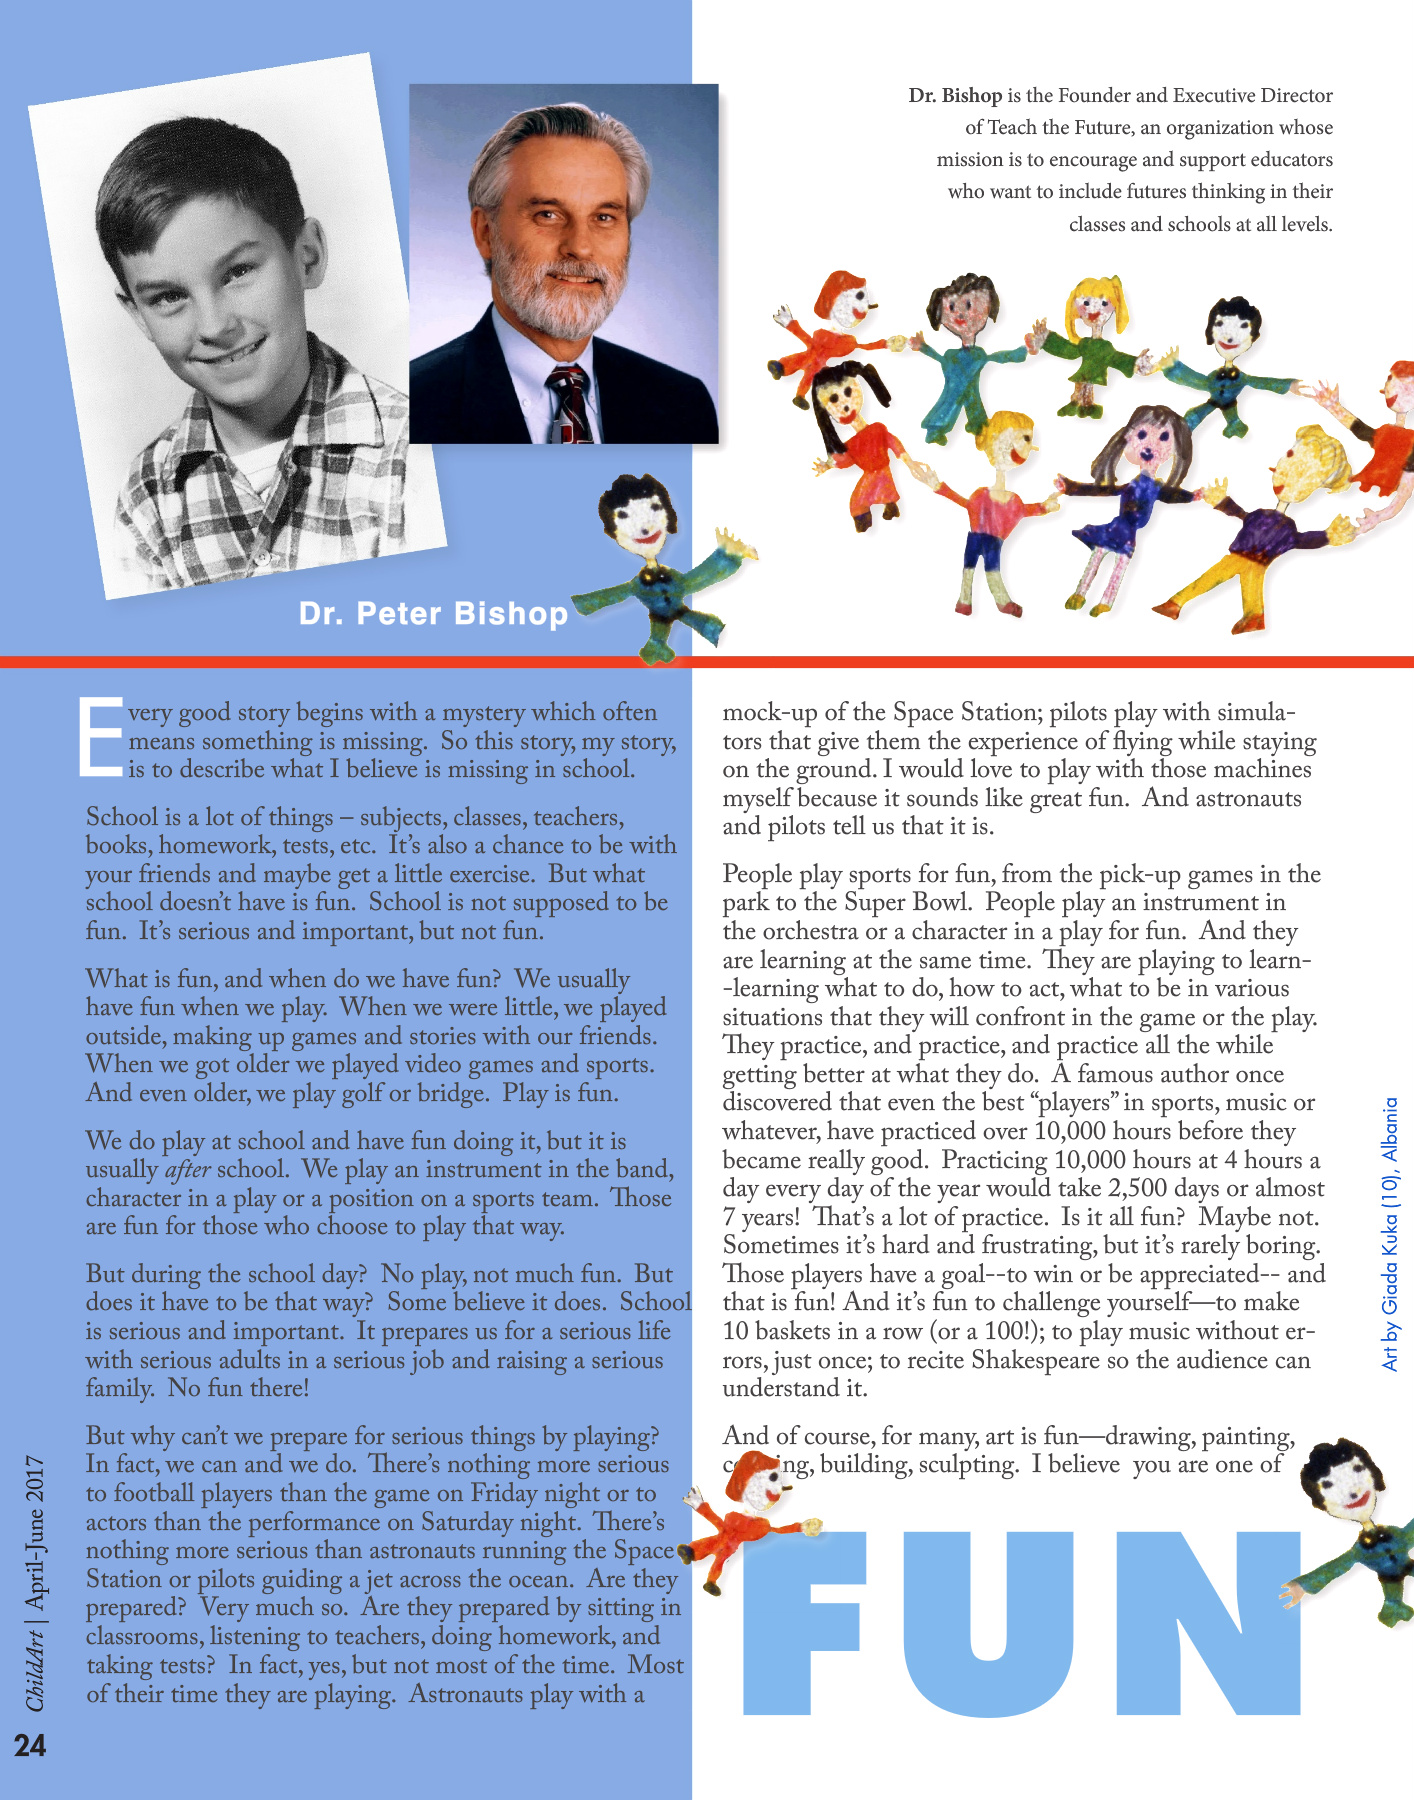 Dr. Bishop is the Founder and Executive Director
of Teach the Future, an organization whose
mission is to encourage and support educators
who want to include futures thinking in their
classes and schools at all levels.
Dr. Peter Bishop
Every good story begins with a mystery which often
means something is missing.  So this story, my story,
is to describe what I believe is missing in school.
School is a lot of things – subjects, classes, teachers,
books, homework, tests, etc.  It’s also a chance to be with
your friends and maybe get a little exercise.  But what
school doesn’t have is fun.  School is not supposed to be
fun.  It’s serious and important, but not fun.
What is fun, and when do we have fun?  We usually
have fun when we play.  When we were little, we played
outside, making up games and stories with our friends.
When we got older we played video games and sports.
And even older, we play golf or bridge.  Play is fun.
We do play at school and have fun doing it, but it is
usually after school.  We play an instrument in the band,
character in a play or a position on a sports team.  Those
are fun for those who choose to play that way.
But during the school day?  No play, not much fun.  But
does it have to be that way?  Some believe it does.  School
is serious and important.  It prepares us for a serious life
with serious adults in a serious job and raising a serious
family.  No fun there!
But why can’t we prepare for serious things by playing?
In fact, we can and we do.  There’s nothing more serious
to football players than the game on Friday night or to
actors than the performance on Saturday night.  There’s
nothing more serious than astronauts running the Space
Station or pilots guiding a jet across the ocean.  Are they
prepared?  Very much so.  Are they prepared by sitting in
classrooms, listening to teachers, doing homework, and
taking tests?  In fact, yes, but not most of the time.  Most
of their time they are playing.  Astronauts play with a
mock-up of the Space Station; pilots play with simula-
tors that give them the experience of flying while staying
on the ground. I would love to play with those machines
myself because it sounds like great fun.  And astronauts
and pilots tell us that it is.
People play sports for fun, from the pick-up games in the
park to the Super Bowl.  People play an instrument in
the orchestra or a character in a play for fun.  And they
are learning at the same time.  They are playing to learn-
-learning what to do, how to act, what to be in various
situations that they will confront in the game or the play.
They practice, and practice, and practice all the while
getting better at what they do.  A famous author once
discovered that even the best “players” in sports, music or
whatever, have practiced over 10,000 hours before they
became really good.  Practicing 10,000 hours at 4 hours a
day every day of the year would take 2,500 days or almost
7 years!  That’s a lot of practice.  Is it all fun?  Maybe not.
Sometimes it’s hard and frustrating, but it’s rarely boring.
Those players have a goal--to win or be appreciated-- and
that is fun! And it’s fun to challenge yourself—to make
10 baskets in a row (or a 100!); to play music without er-
rors, just once; to recite Shakespeare so the audience can
understand it.
And of course, for many, art is fun—drawing, painting,
building, sculpting.  I believe  you are one of
FUN
Art by Giada Kuka (10), Albania
ChildArt | April-June 2017
24